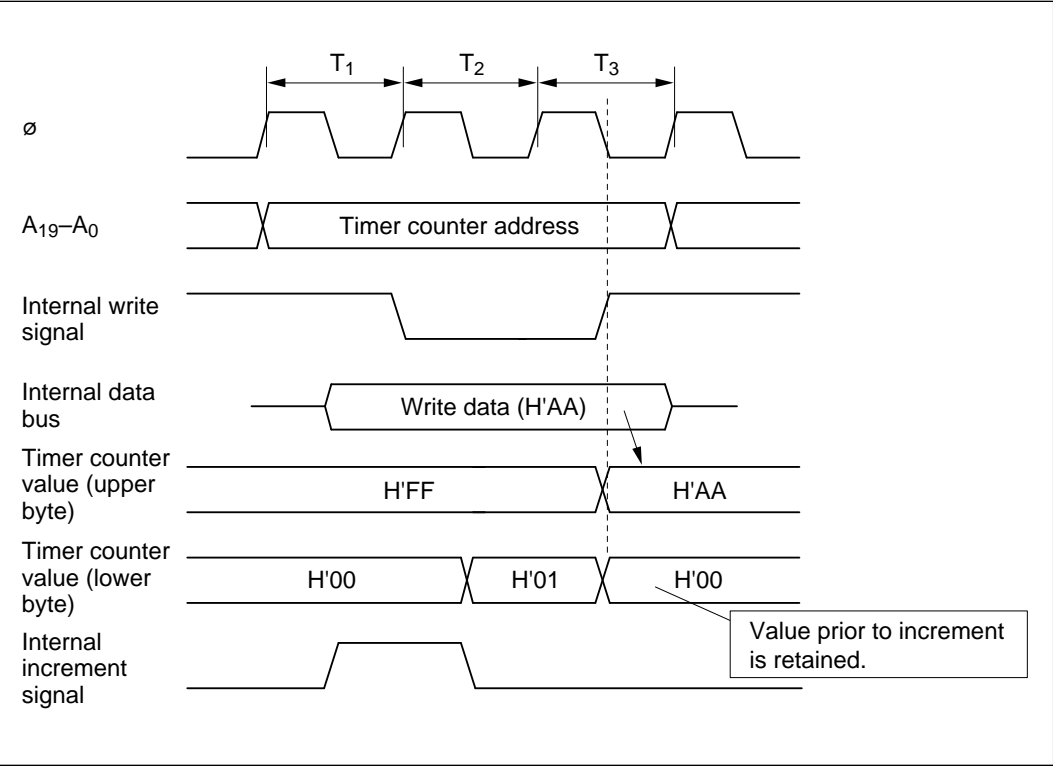 T1 T2 T3
ø
A19–A0
Timer counter address
Internal write
signal
Internal data
bus
Write data (H'AA)
Timer counter
value (upper
byte)
H'FF H'AA
Timer counter
value (lower
byte)
H'00 H'01 H'00
Value prior to increment
is retained.
Internal
increment
signal